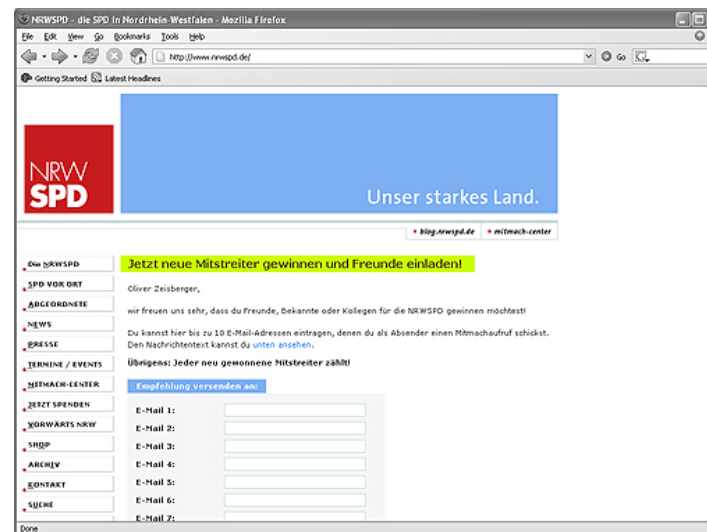 NRWSPD - die SPD in Nordrhein-Westfalen - Mozilla Firefox
File Edit View Go Bookmarks Tools Help
http://www.nrwspd.de/
Go
Getting Started Latest Headlines
NRW
SPD
Unser starkes Land.
blog.nrwspd.de mitmach-center
Die NRWSPD
SPD VOR ORT
ABGEORDNETE
NEWS
PRESSE
TERMINE / EVENTS
MITMACH-CENTER
JETZT SPENDEN
VORWÄRTS NRW
SHOP
ARCHIV
KONTAKT
SUCHE
Jetzt neue Mitstreiter gewinnen und Freunde einladen!
Oliver Zeisberger,
wir freuen uns sehr, dass du Freunde, Bekannte oder Kollegen für die NRWSPD gewinnen möchtest!
Du kannst hier bis zu 10 E-Mail-Adressen eintragen, denen du als Absender einen Mitmachaufruf schickst.
Den Nachrichtentext kannst du unten ansehen.
Übrigens: Jeder neu gewonnene Mitstreiter zählt!
Empfehlung versenden an:
E-Mail 1:
E-Mail 2:
E-Mail 3:
E-Mail 4:
E-Mail 5:
E-Mail 6:
E-Mail 7:
Done